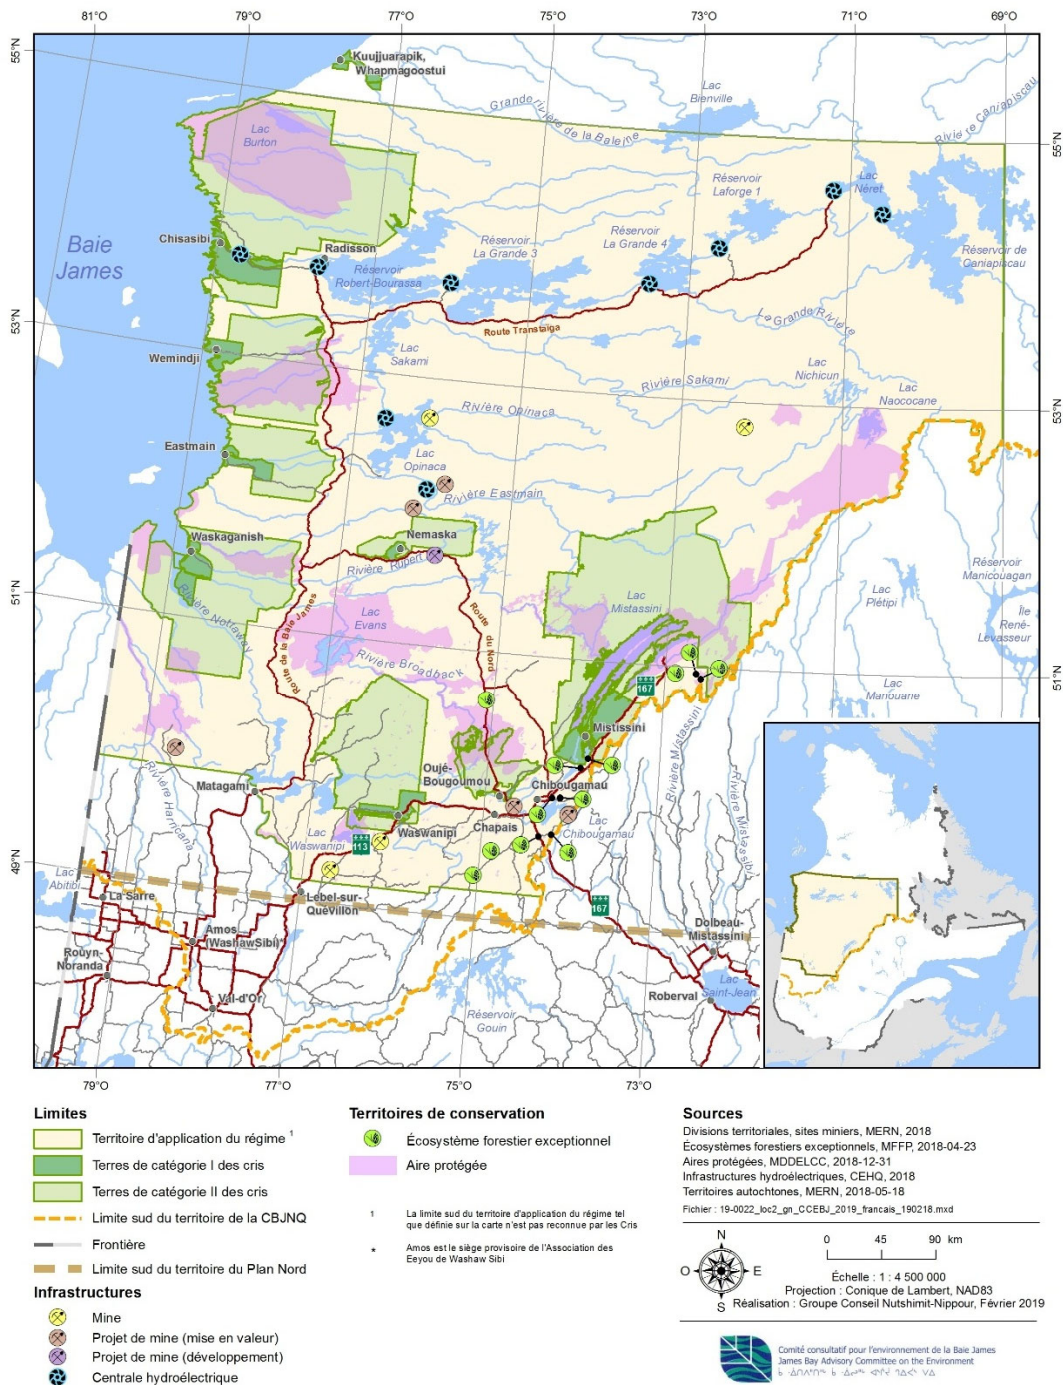 81°O
79°O
77°O
75°O
73°O
71°O
69°O
55°N
Kuujjuarapik,
Whapmagoostui
Lac
Bienville
Grande rivière de la Baleine
Rivière Caniapiscau
55°N
Lac
Burton
Réservoir
Laforge 1
Lac
Néret
Baie
James
Chisasibi
Radisson
Réservoir
Robert-Bourassa
Réservoir
La Grande 3
Réservoir
La Grande 4
Réservoir de
Caniapiscau
53°N
Route Transtaïga
La Grande Rivière
Wemindji
Lac
Sakami
Rivière Sakami
Lac
Nichicun
Lac
Naococane
53°N
Rivière Opinaca
Eastmain
Lac
Opinaca
Rivière Eastmain
Waskaganish
Nemaska
Rivière Rupert
Réservoir
Manicouagan
51°N
Rivière Nottaway
Route de la Baie James
Lac
Evans
Route du Nord
Lac
Mistassini
Lac
Plétipi
Île
René-
Levasseur
Rivière Broadback
51°N
167
Lac
Manouane
Mistissini
Rivière Mistassini
Rivière Mistassibi
Rivière Harricana
Matagami
Oujé-
Bougoumou
Chibougamau
Waswanipi
Chapais
Lac
Chibougamau
Lac
Waswanipi
113
49°N
Lac
Abitibi
La Sarre
Lebel-sur-
Quévillon
167
Amos
(WashawSibi)*
Dolbeau-
Mistassini
Rouyn-
Noranda
Val-d'Or
Réservoir
Gouin
Roberval
Lac
Saint-Jean
79°O
77°O
75°O
73°O
Limites
Territoire d'application du régime 1
Terres de catégorie I des cris
Terres de catégorie II des cris
Limite sud du territoire de la CBJNQ
Frontière
Limite sud du territoire du Plan Nord
Infrastructures
Mine
Projet de mine (mise en valeur)
Projet de mine (développement)
Centrale hydroélectrique
Territoires de conservation
Écosystème forestier exceptionnel
Aire protégée
1 La limite sud du territoire d'application du régime tel
que définie sur la carte n'est pas reconnue par les Cris
* Amos est le siège provisoire de l'Association des
Eeyou de Washaw Sibi
Sources
Divisions territoriales, sites miniers, MERN, 2018
Écosystèmes forestiers exceptionnels, MFFP, 2018-04-23
Aires protégées, MDDELCC, 2018-12-31
Infrastructures hydroélectriques, CEHQ, 2018
Territoires autochtones, MERN, 2018-05-18
Fichier : 19-0022_loc2_gn_CCEBJ_2019_francais_190218.mxd
N
O E
S
0 45 90 km
Échelle : 1 : 4 500 000
Projection : Conique de Lambert, NAD83
Réalisation : Groupe Conseil Nutshimit-Nippour, Février 2019
Comité consultatif pour l'environnement de la Baie James
James Bay Advisory Committee on the Environment